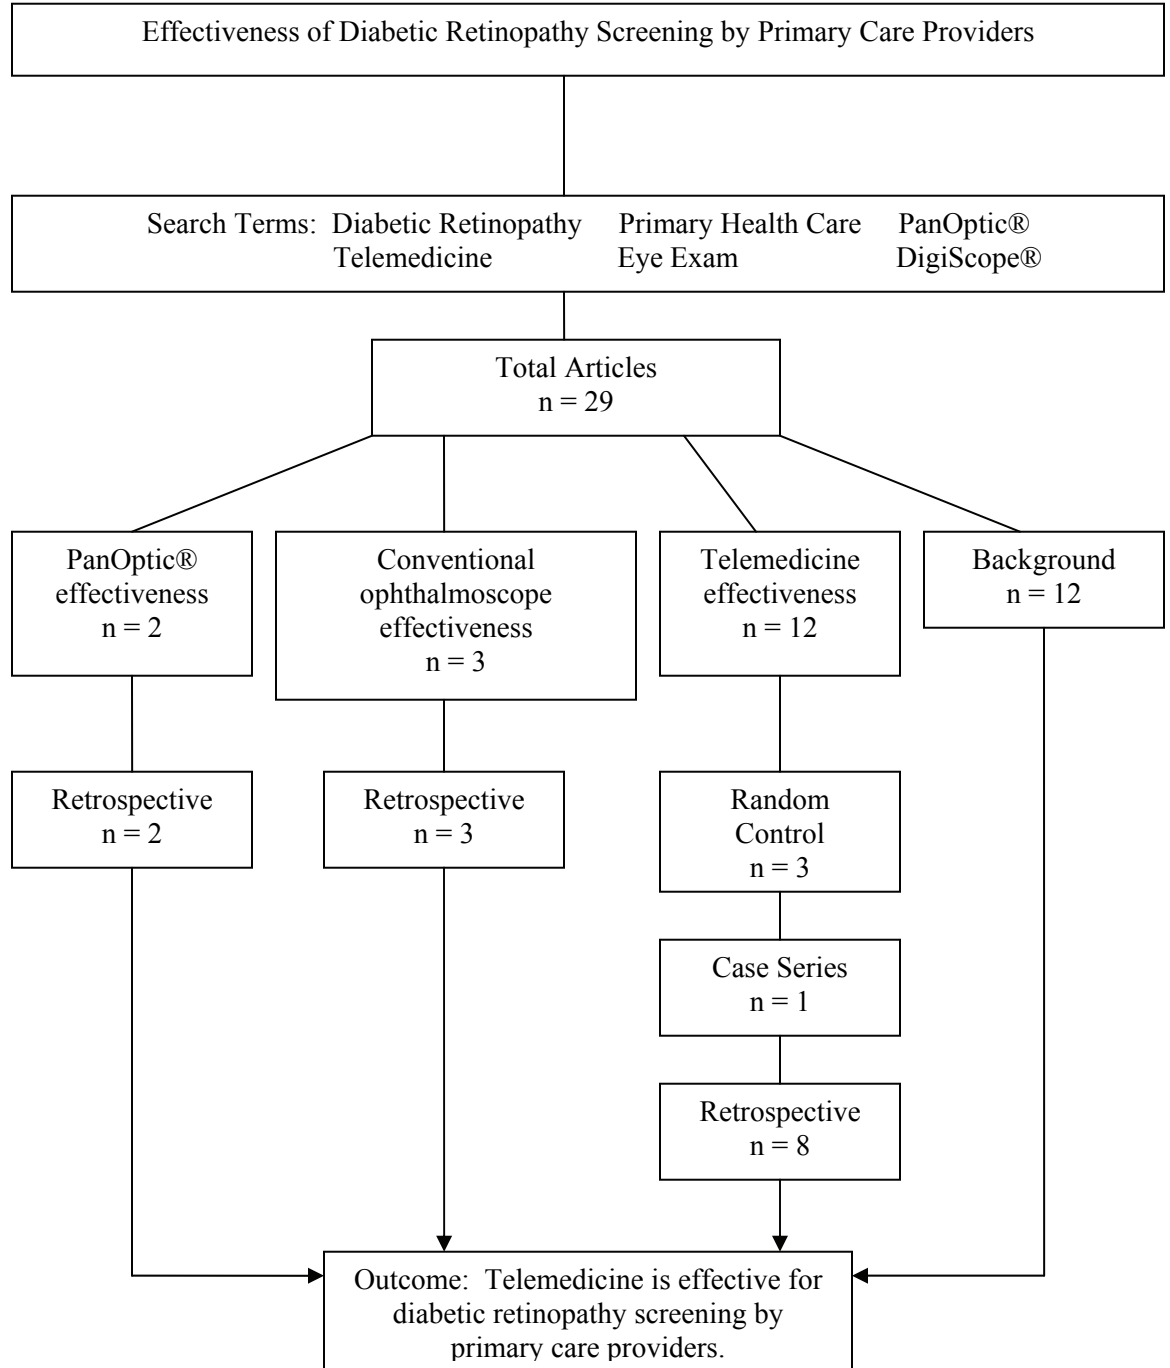 Effectiveness of Diabetic Retinopathy Screening by Primary Care Providers
Search Terms: Diabetic Retinopathy Primary Health Care PanOptic®
Telemedicine Eye Exam DigiScope®
Total Articles
n = 29
PanOptic®
effectiveness
n = 2
Conventional
ophthalmoscope
effectiveness
n = 3
Telemedicine
effectiveness
n = 12
Background
n = 12
Retrospective
n = 2
Retrospective
n = 3
Random
Control
n = 3
Case Series
n = 1
Retrospective
n = 8
Outcome: Telemedicine is effective for
diabetic retinopathy screening by
primary care providers.